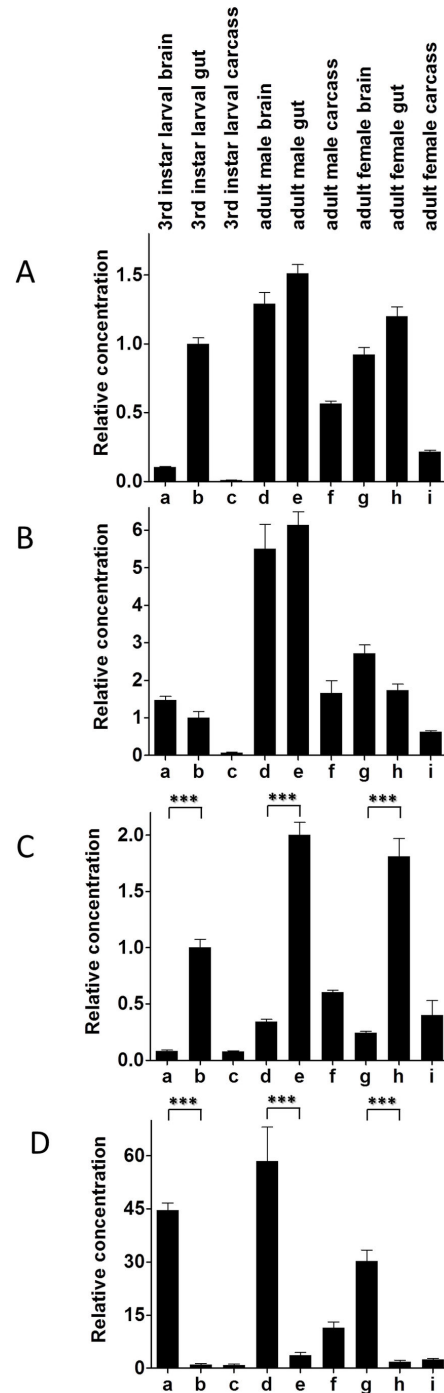 3rd instar larval brain
3rd instar larval gut
3rd instar larval carcass
adult male brain
adult male gut
adult male carcass
adult female brain
adult female gut
adult female carcass
A
Relative concentration
1.5
1.0
0.5
0.0
a b c d e f g h i
B
Relative concentration
6
5
4
3
2
1
0
a b c d e f g h i
*** *** ***
C
Relative concentration
2.0
1.5
1.0
0.5
0.0
a b c d e f g h i
*** *** ***
D
Relative concentration
60
45
30
15
0
a b c d e f g h i